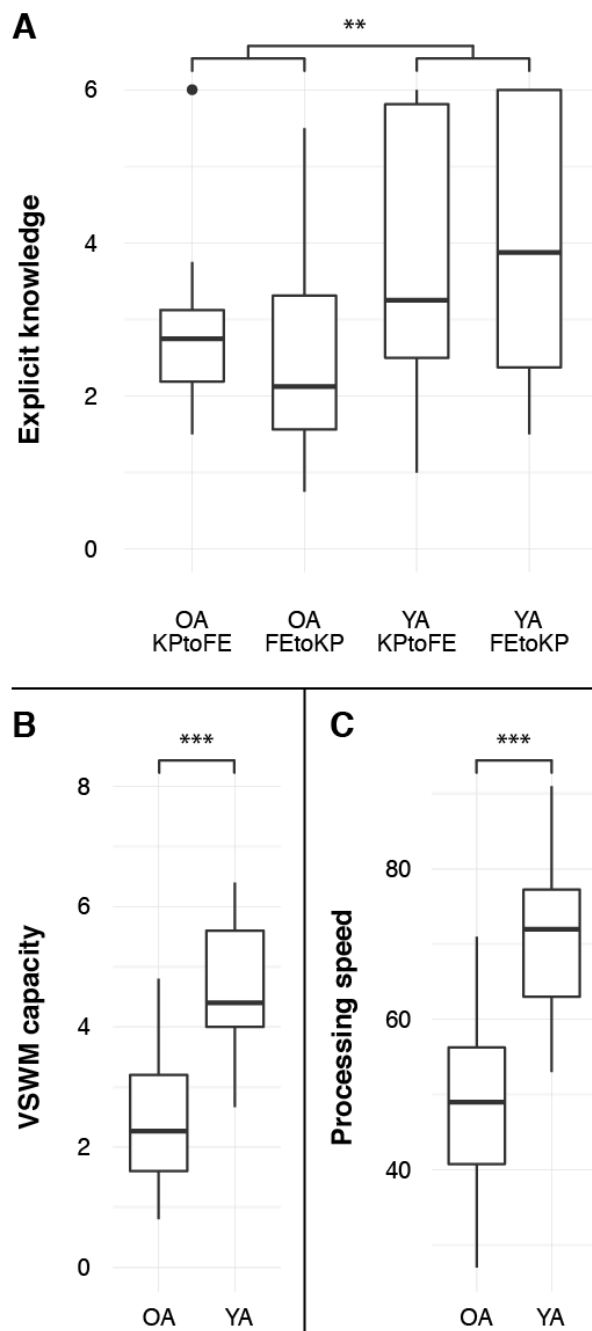 A
**
Explicit knowledge
6
4
2
0
OA
KPtoFE
OA
FEtoKP
YA
KPtoFE
YA
FEtoKP
B
***
VSWM capacity
8
6
4
2
0
OA
YA
C
***
Processing speed
80
60
40
OA
YA